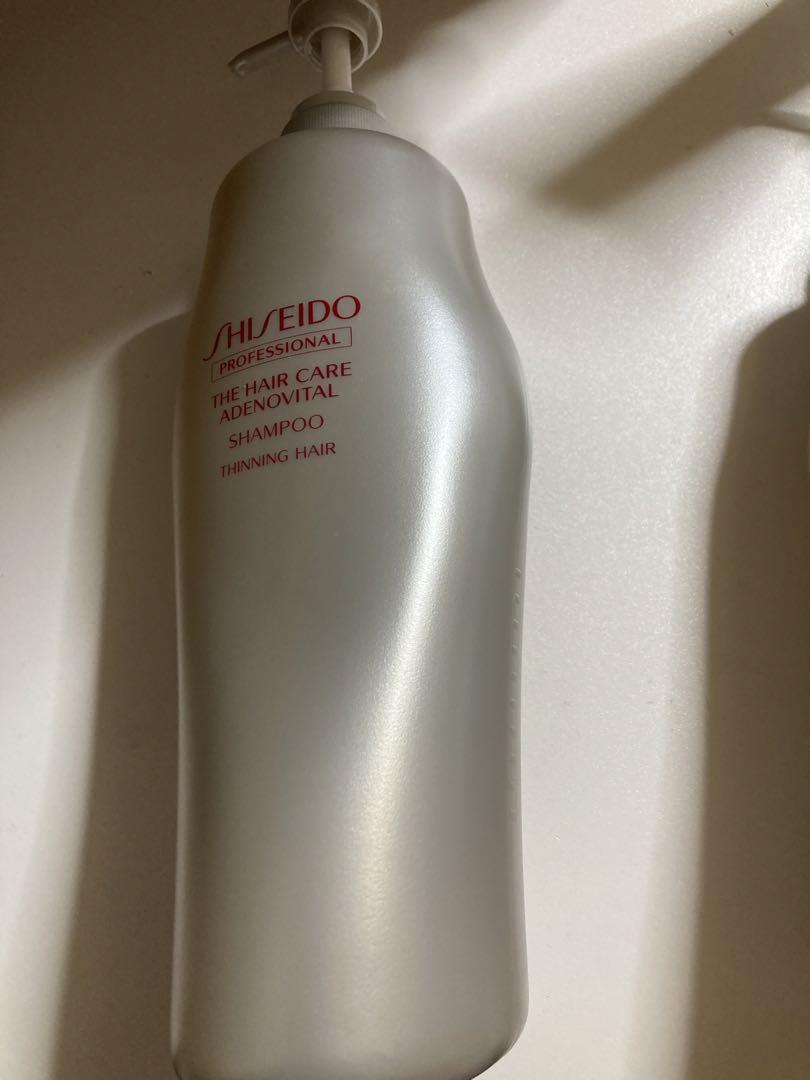 SHISEIDO
PROFESSIONAL
THE HAIR CARE
ADENOVITAL
SHAMPOO
THINNING HAIR